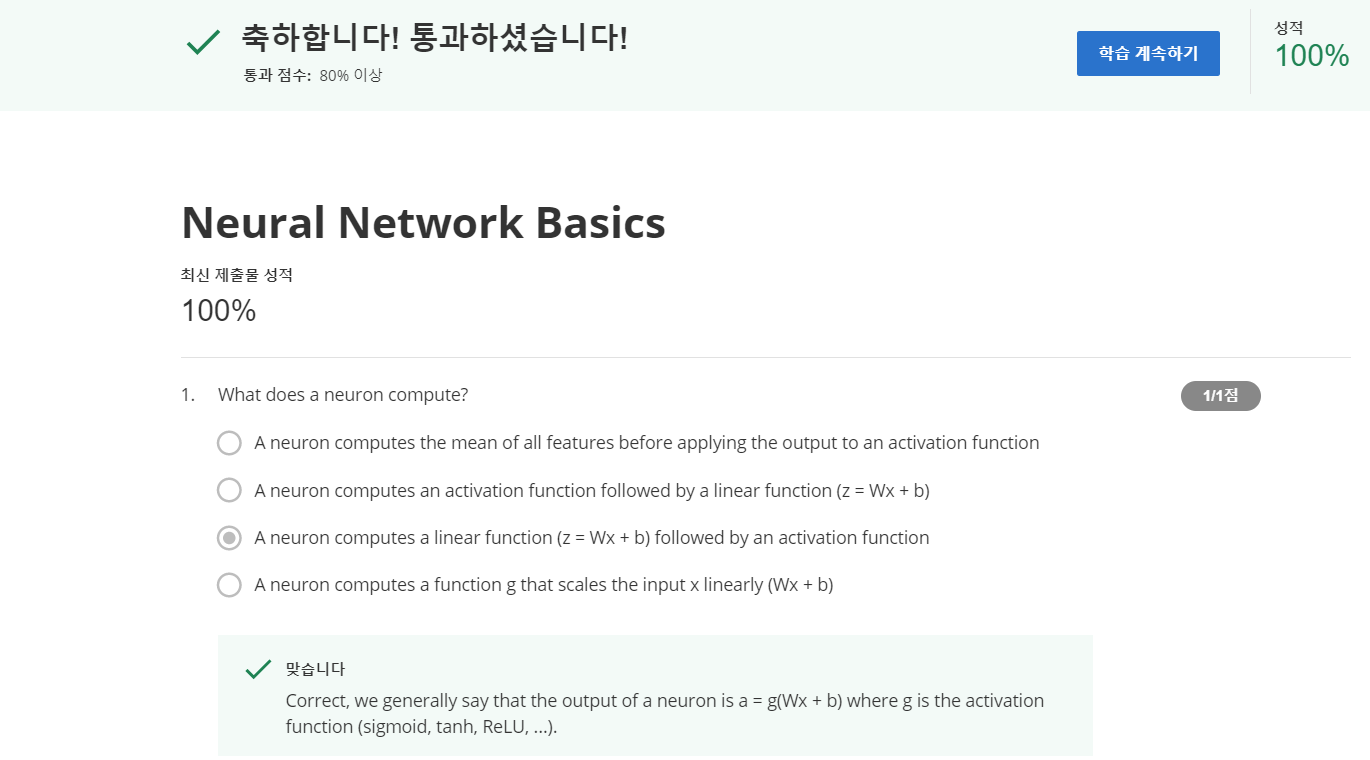 축하합니다! 통과하셨습니다!
통과 점수: 80% 이상
학습 계속하기
성적
100%
Neural Network Basics
최신 제출물 성적
100%
1. What does a neuron compute?
1/1점
A neuron computes the mean of all features before applying the output to an activation function
A neuron computes an activation function followed by a linear function (z = Wx + b)
A neuron computes a linear function (z = Wx + b) followed by an activation function
A neuron computes a function g that scales the input x linearly (Wx + b)
맞습니다
Correct, we generally say that the output of a neuron is a = g(Wx + b) where g is the activation
function (sigmoid, tanh, ReLU, ...).